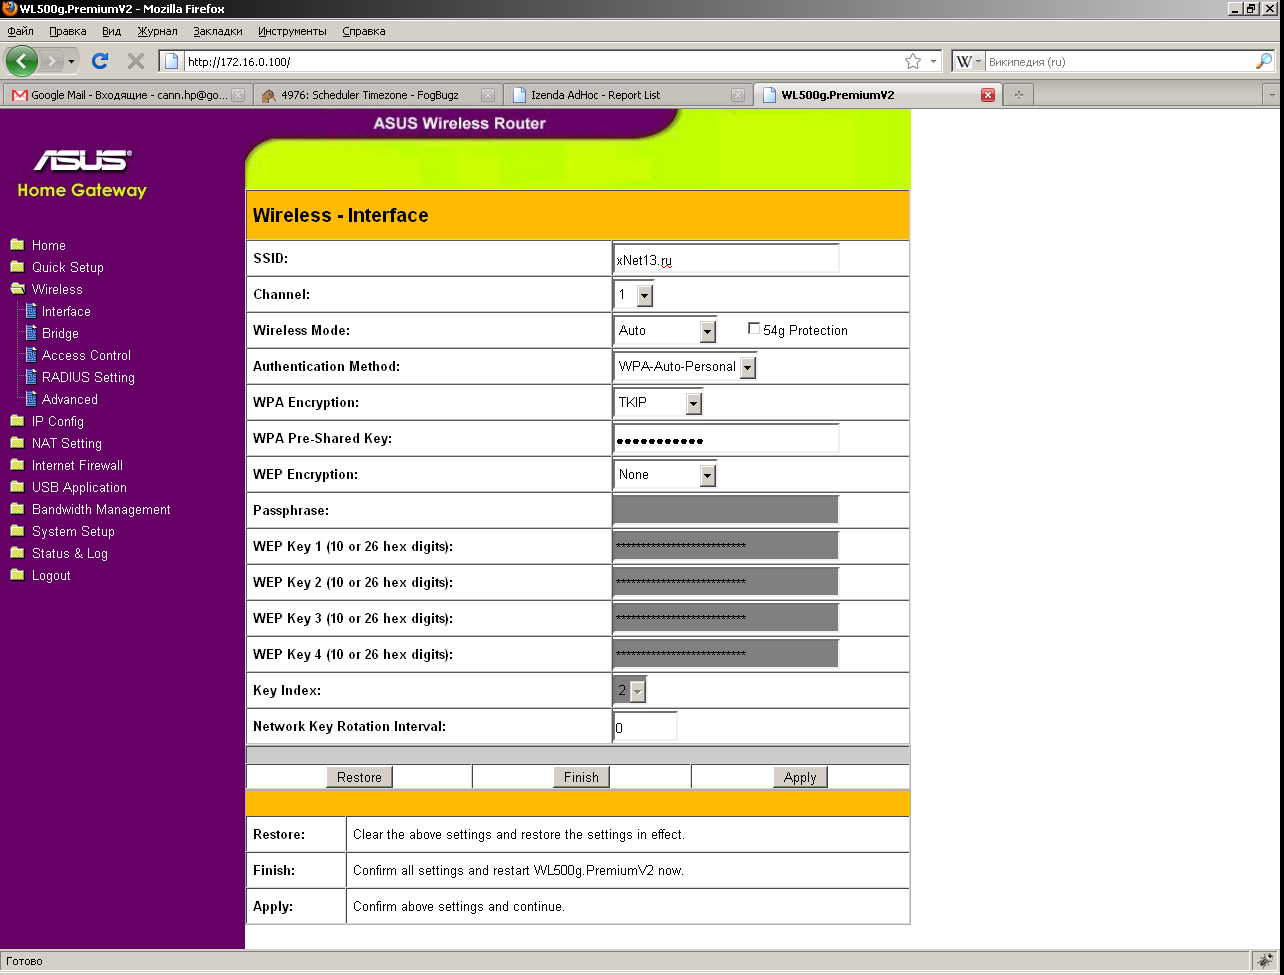 WL500g.PremiumV2 - Mozilla Firefox
Файл Правка Вид Журнал Закладки Инструменты Справка
http://172.16.0.100/
W Википедия (ru)
Google Mail - Входящие - cann.hp@go... 4976: Scheduler Timezone - FogBugz Izenda AdHoc - Report List WL500g.PremiumV2
ASUS Wireless Router
ASUS
Home Gateway
Home
Quick Setup
Wireless
Interface
Bridge
Access Control
RADIUS Setting
Advanced
IP Config
NAT Setting
Internet Firewall
USB Application
Bandwidth Management
System Setup
Status & Log
Logout
Wireless - Interface
SSID: xNet13.ru
Channel: 1
Wireless Mode: Auto 54g Protection
Authentication Method: WPA-Auto-Personal
WPA Encryption: TKIP
WPA Pre-Shared Key: ●●●●●●●●●●●
WEP Encryption: None
Passphrase:
WEP Key 1 (10 or 26 hex digits): **************************
WEP Key 2 (10 or 26 hex digits): **************************
WEP Key 3 (10 or 26 hex digits): **************************
WEP Key 4 (10 or 26 hex digits): **************************
Key Index: 2
Network Key Rotation Interval: 0
Restore Finish Apply
Restore: Clear the above settings and restore the settings in effect.
Finish: Confirm all settings and restart WL500g.PremiumV2 now.
Apply: Confirm above settings and continue.
Готово